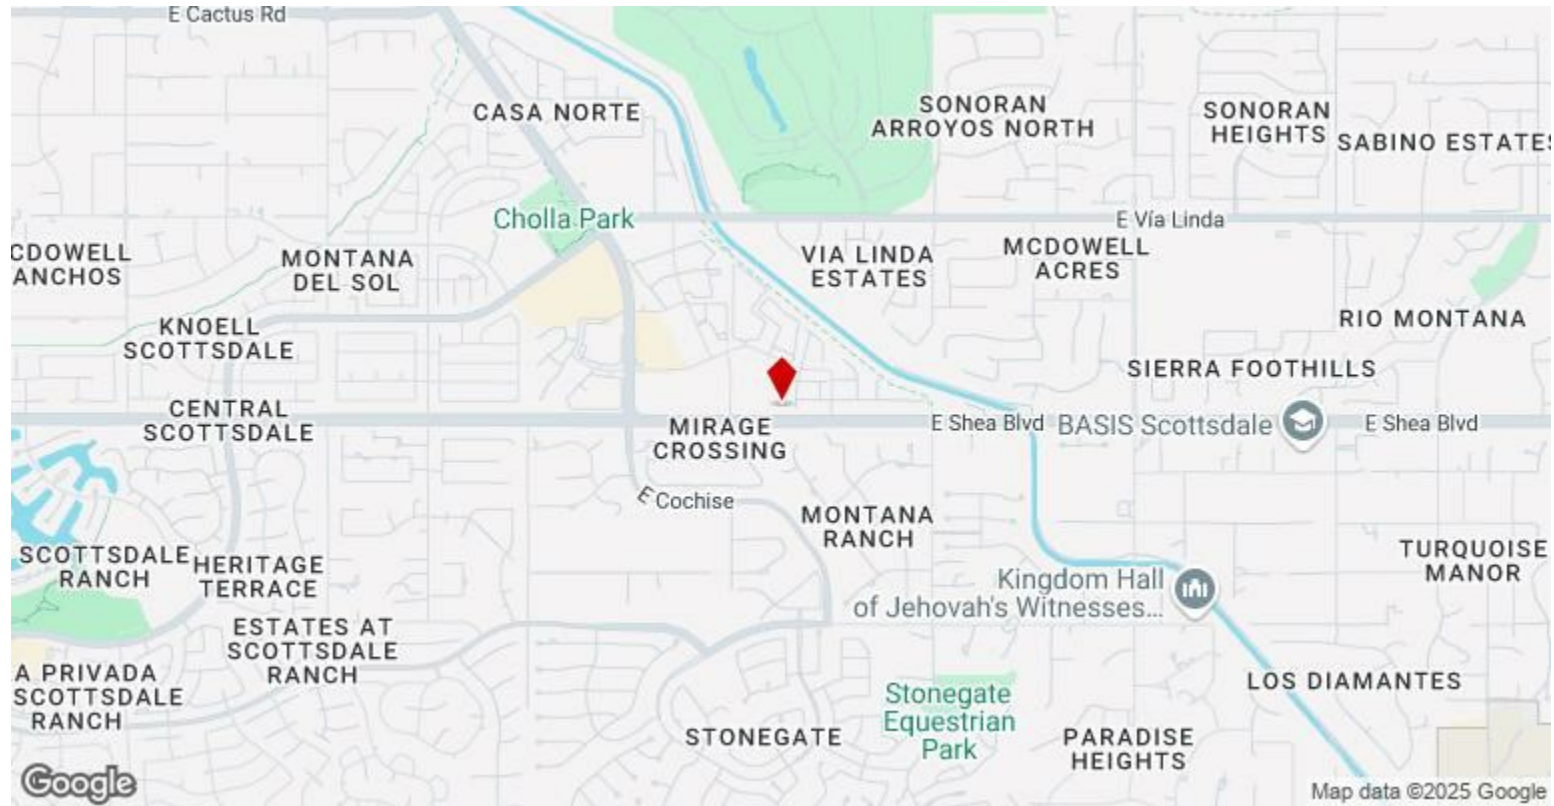 E Cactus Rd
CASA NORTE
SONORAN
ARROYOS NORTH
SONORAN
HEIGHTS
SABINO ESTATES
Cholla Park
E Vía Linda
CDOWELL
ANCHOS
MONTANA
DEL SOL
VIA LINDA
ESTATES
MCDOWELL
ACRES
KNOELL
SCOTTSDALE
RIO MONTANA
SIERRA FOOTHILLS
CENTRAL
SCOTTSDALE
MIRAGE
CROSSING
E Shea Blvd
BASIS Scottsdale
E Shea Blvd
E Cochise
MONTANA
RANCH
SCOTTSDALE
RANCH
HERITAGE
TERRACE
TURQUOISE
MANOR
Kingdom Hall
of Jehovah's Witnesses...
ESTATES AT
SCOTTSDALE
RANCH
A PRIVADA
SCOTTSDALE
RANCH
LOS DIAMANTES
Stonegate
Equestrian
Park
STONEGATE
PARADISE
HEIGHTS
Google
Map data ©2025 Google